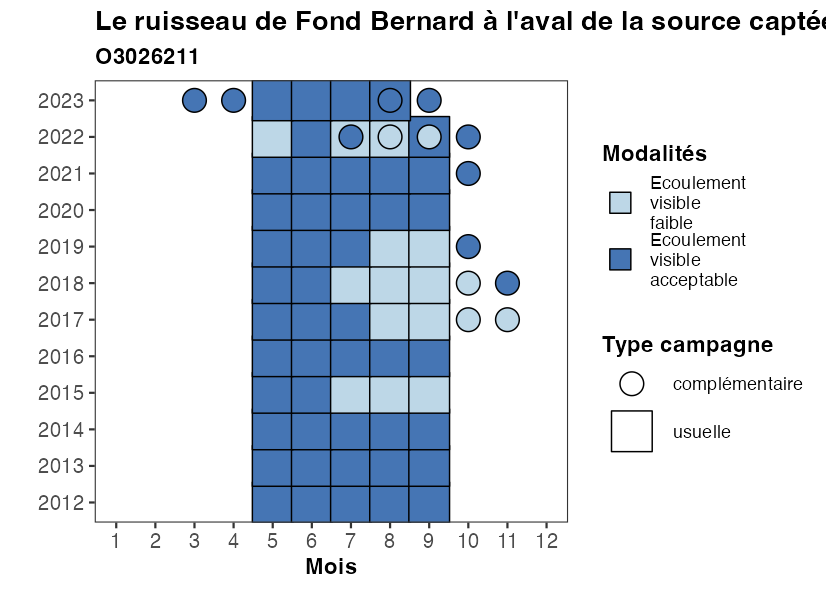 Le ruisseau de Fond Bernard à l'aval de la source captée
O3026211
2023
2022
2021
2020
2019
2018
2017
2016
2015
2014
2013
2012
1 2 3 4 5 6 7 8 9 10 11 12
Mois
Modalités
Ecoulement
visible
faible
Ecoulement
visible
acceptable
Type campagne
complémentaire
usuelle